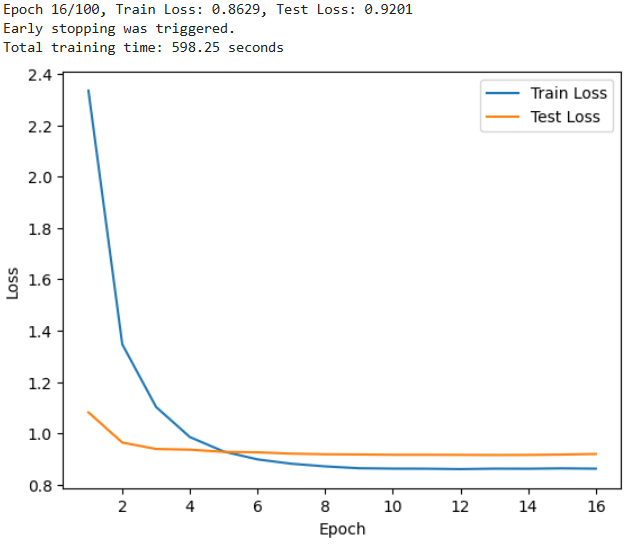 Epoch 16/100, Train Loss: 0.8629, Test Loss: 0.9201
Early stopping was triggered.
Total training time: 598.25 seconds
2.4
Train Loss
Test Loss
2.2
2.0
1.8
1.6
1.4
1.2
1.0
0.8
Loss
2 4 6 8 10 12 14 16
Epoch